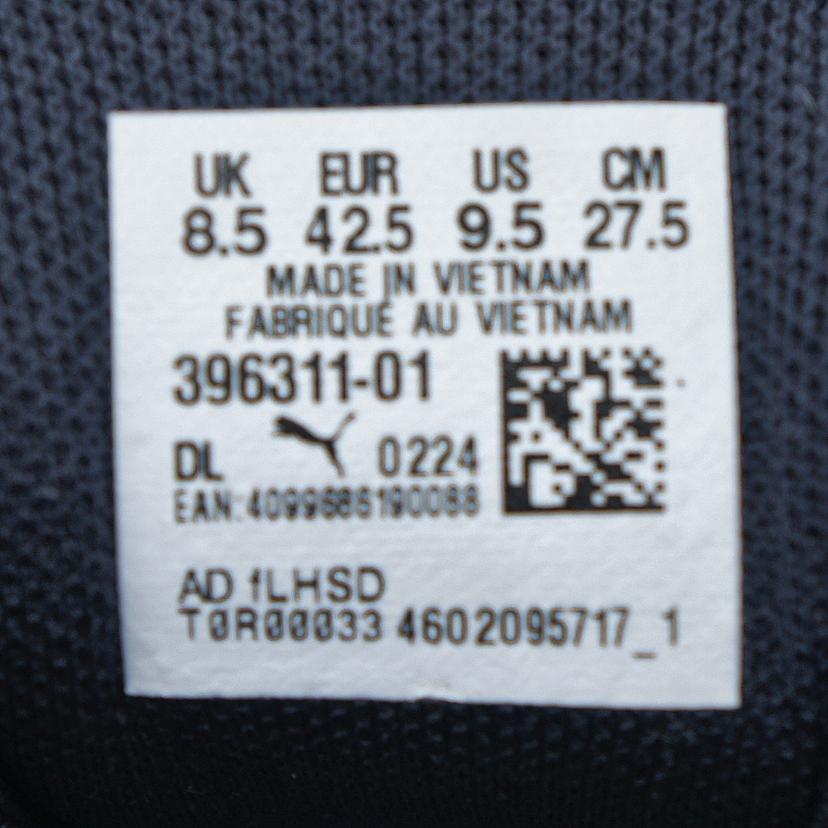 UK EUR US CM
8.5 42.5 9.5 27.5
MADE IN VIETNAM
FABRIQUÉ AU VIETNAM
396311-01
DL 0224
EAN:4099686190088
AD fLHSD
T0R00033 4602095717_1